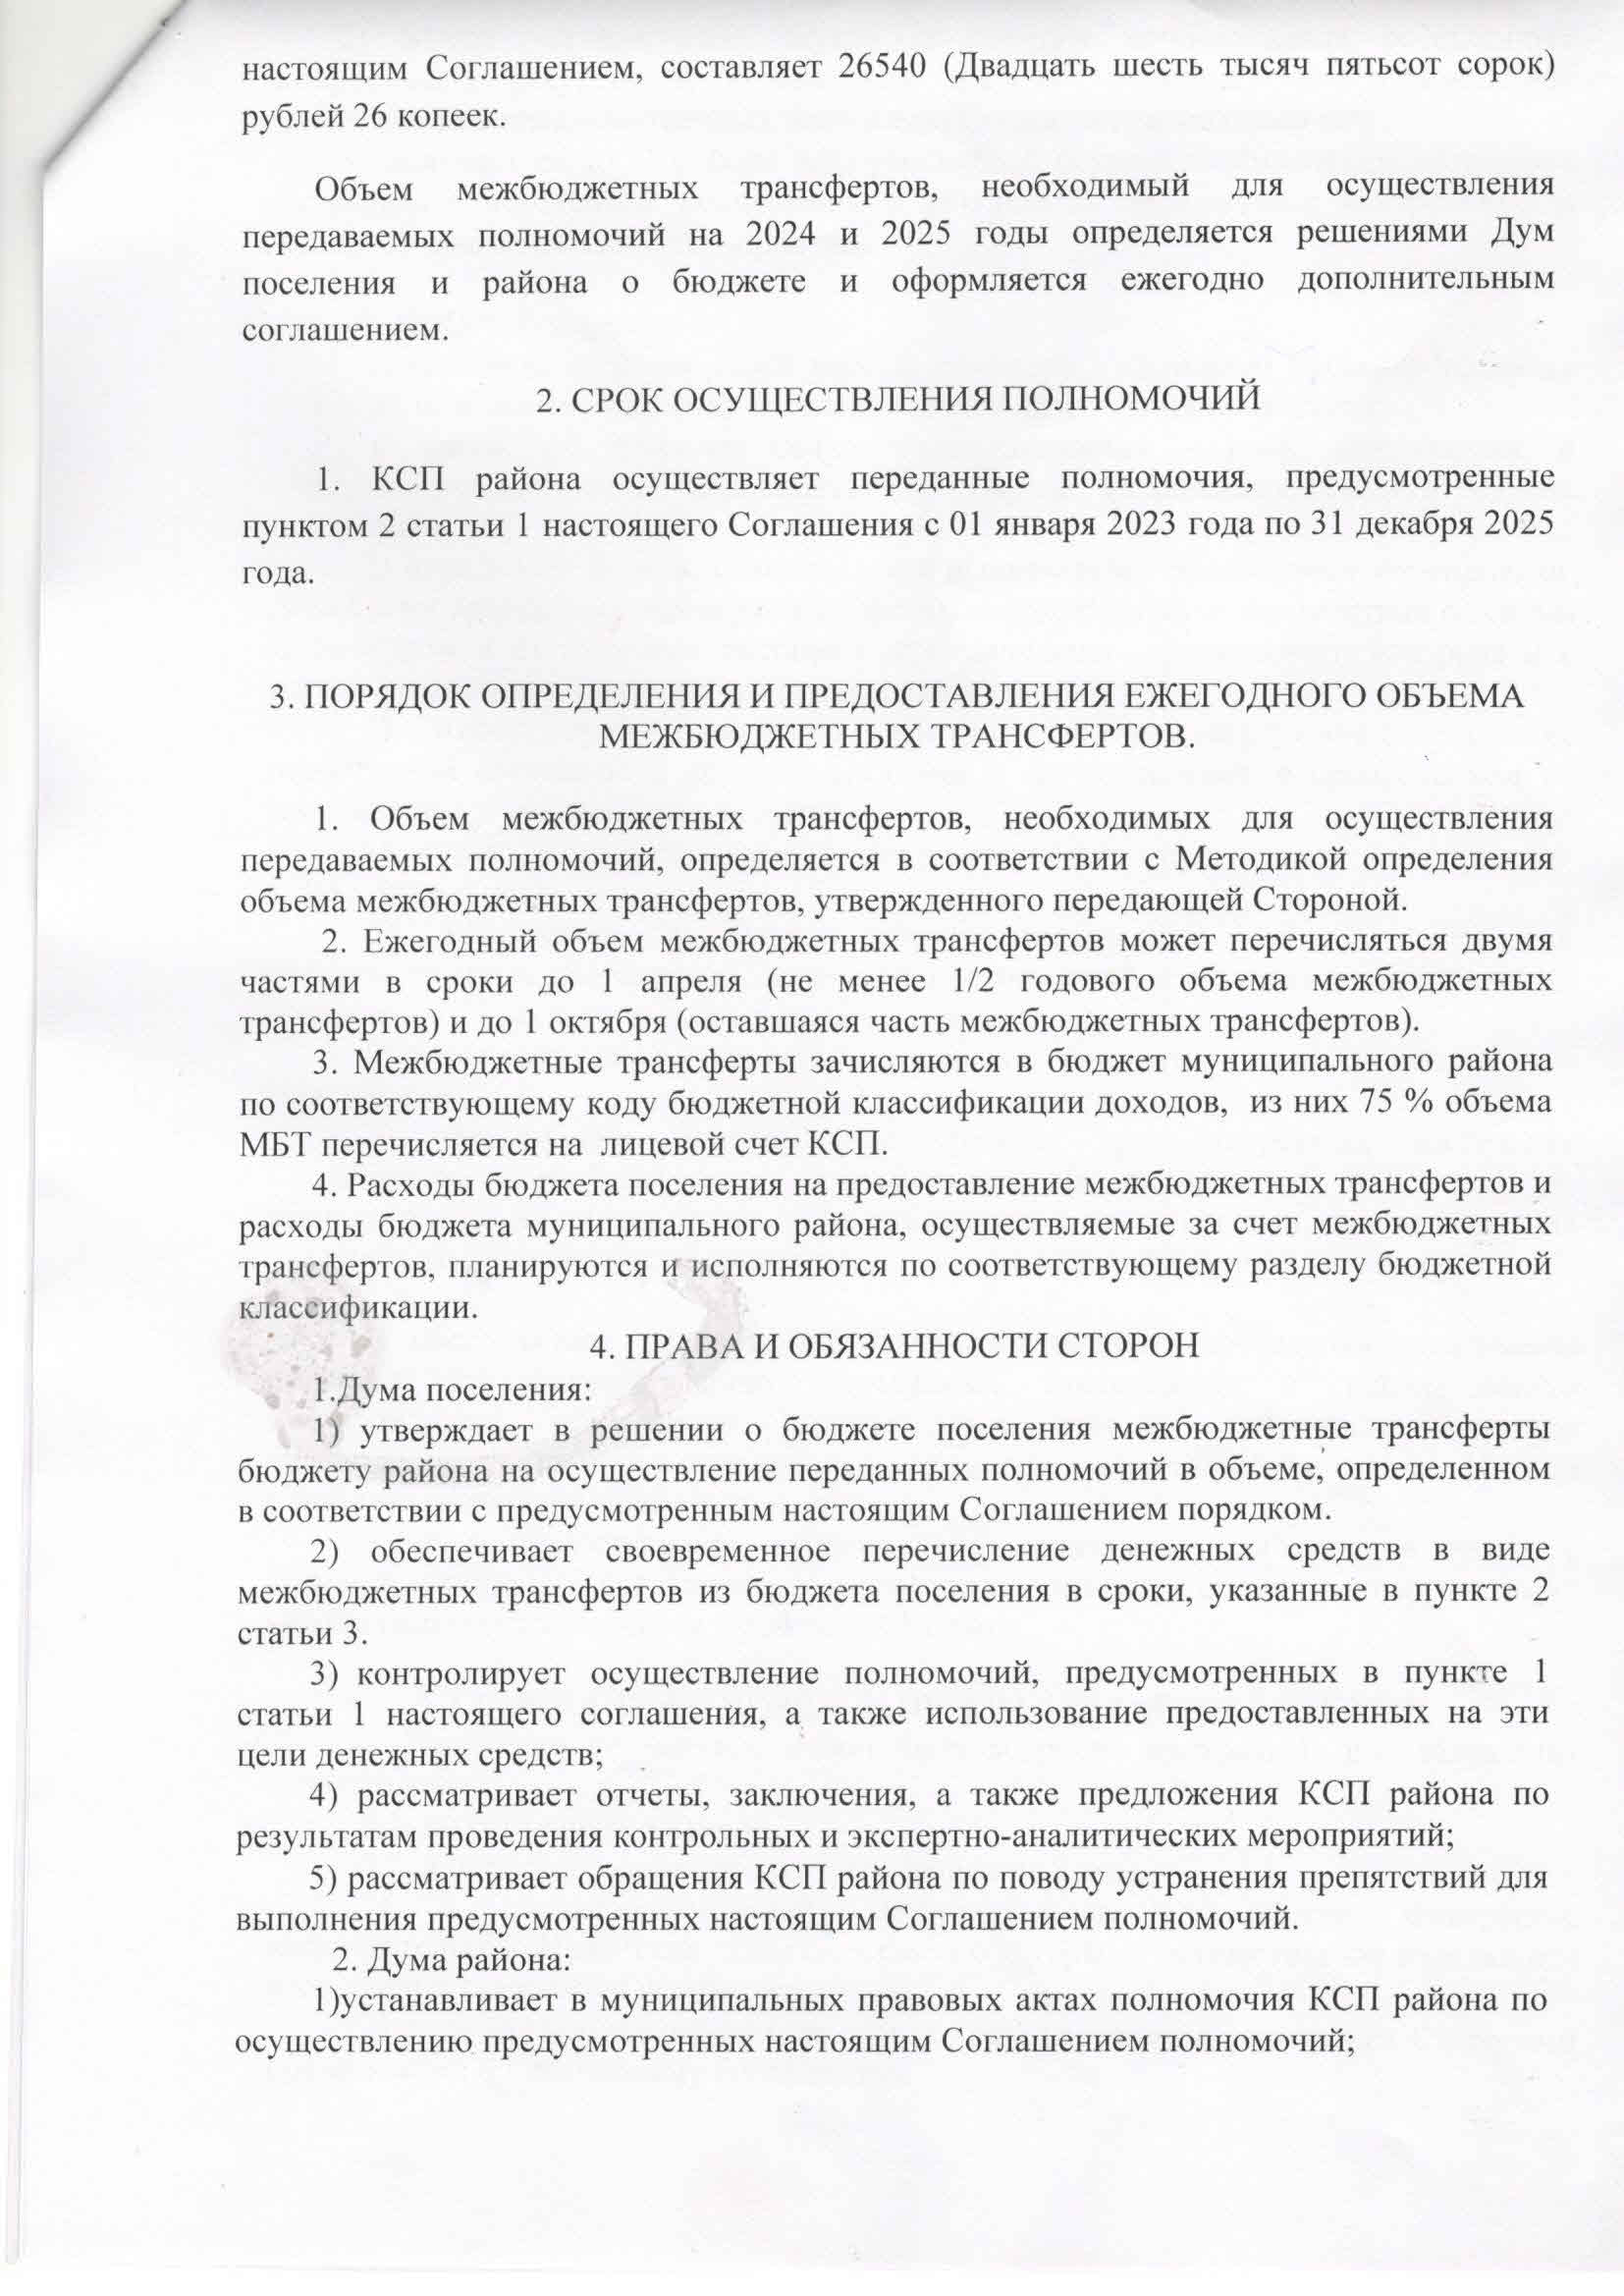 настоящим Соглашением, составляет 26540 (Двадцать шесть тысяч пятьсот сорок)
рублей 26 копеек.
Объем межбюджетных трансфертов, необходимый для осуществления
передаваемых полномочий на 2024 и 2025 годы определяется решениями Дум
поселения и района о бюджете и оформляется ежегодно дополнительным
соглашением.
2. СРОК ОСУЩЕСТВЛЕНИЯ ПОЛНОМОЧИЙ
1. КСП района осуществляет переданные полномочия, предусмотренные
пунктом 2 статьи 1 настоящего Соглашения с 01 января 2023 года по 31 декабря 2025
года.
3. ПОРЯДОК ОПРЕДЕЛЕНИЯ И ПРЕДОСТАВЛЕНИЯ ЕЖЕГОДНОГО ОБЪЕМА
МЕЖБЮДЖЕТНЫХ ТРАНСФЕРТОВ.
1. Объем межбюджетных трансфертов, необходимых для осуществления
передаваемых полномочий, определяется в соответствии с Методикой определения
объема межбюджетных трансфертов, утвержденного передающей Стороной.
2. Ежегодный объем межбюджетных трансфертов может перечисляться двумя
частями в сроки до 1 апреля (не менее 1/2 годового объема межбюджетных
трансфертов) и до 1 октября (оставшаяся часть межбюджетных трансфертов).
3. Межбюджетные трансферты зачисляются в бюджет муниципального района
по соответствующему коду бюджетной классификации доходов, из них 75 % объема
МБТ перечисляется на лицевой счет КСП.
4. Расходы бюджета поселения на предоставление межбюджетных трансфертов и
расходы бюджета муниципального района, осуществляемые за счет межбюджетных
трансфертов, планируются и исполняются по соответствующему разделу бюджетной
классификации.
4. ПРАВА И ОБЯЗАННОСТИ СТОРОН
1.Дума поселения:
1) утверждает в решении о бюджете поселения межбюджетные трансферты
бюджету района на осуществление переданных полномочий в объеме, определенном
в соответствии с предусмотренным настоящим Соглашением порядком.
2) обеспечивает своевременное перечисление денежных средств в виде
межбюджетных трансфертов из бюджета поселения в сроки, указанные в пункте 2
статьи 3.
3) контролирует осуществление полномочий, предусмотренных в пункте 1
статьи 1 настоящего соглашения, а также использование предоставленных на эти
цели денежных средств;
4) рассматривает отчеты, заключения, а также предложения КСП района по
результатам проведения контрольных и экспертно-аналитических мероприятий;
5) рассматривает обращения КСП района по поводу устранения препятствий для
выполнения предусмотренных настоящим Соглашением полномочий.
2. Дума района:
1)устанавливает в муниципальных правовых актах полномочия КСП района по
осуществлению предусмотренных настоящим Соглашением полномочий;